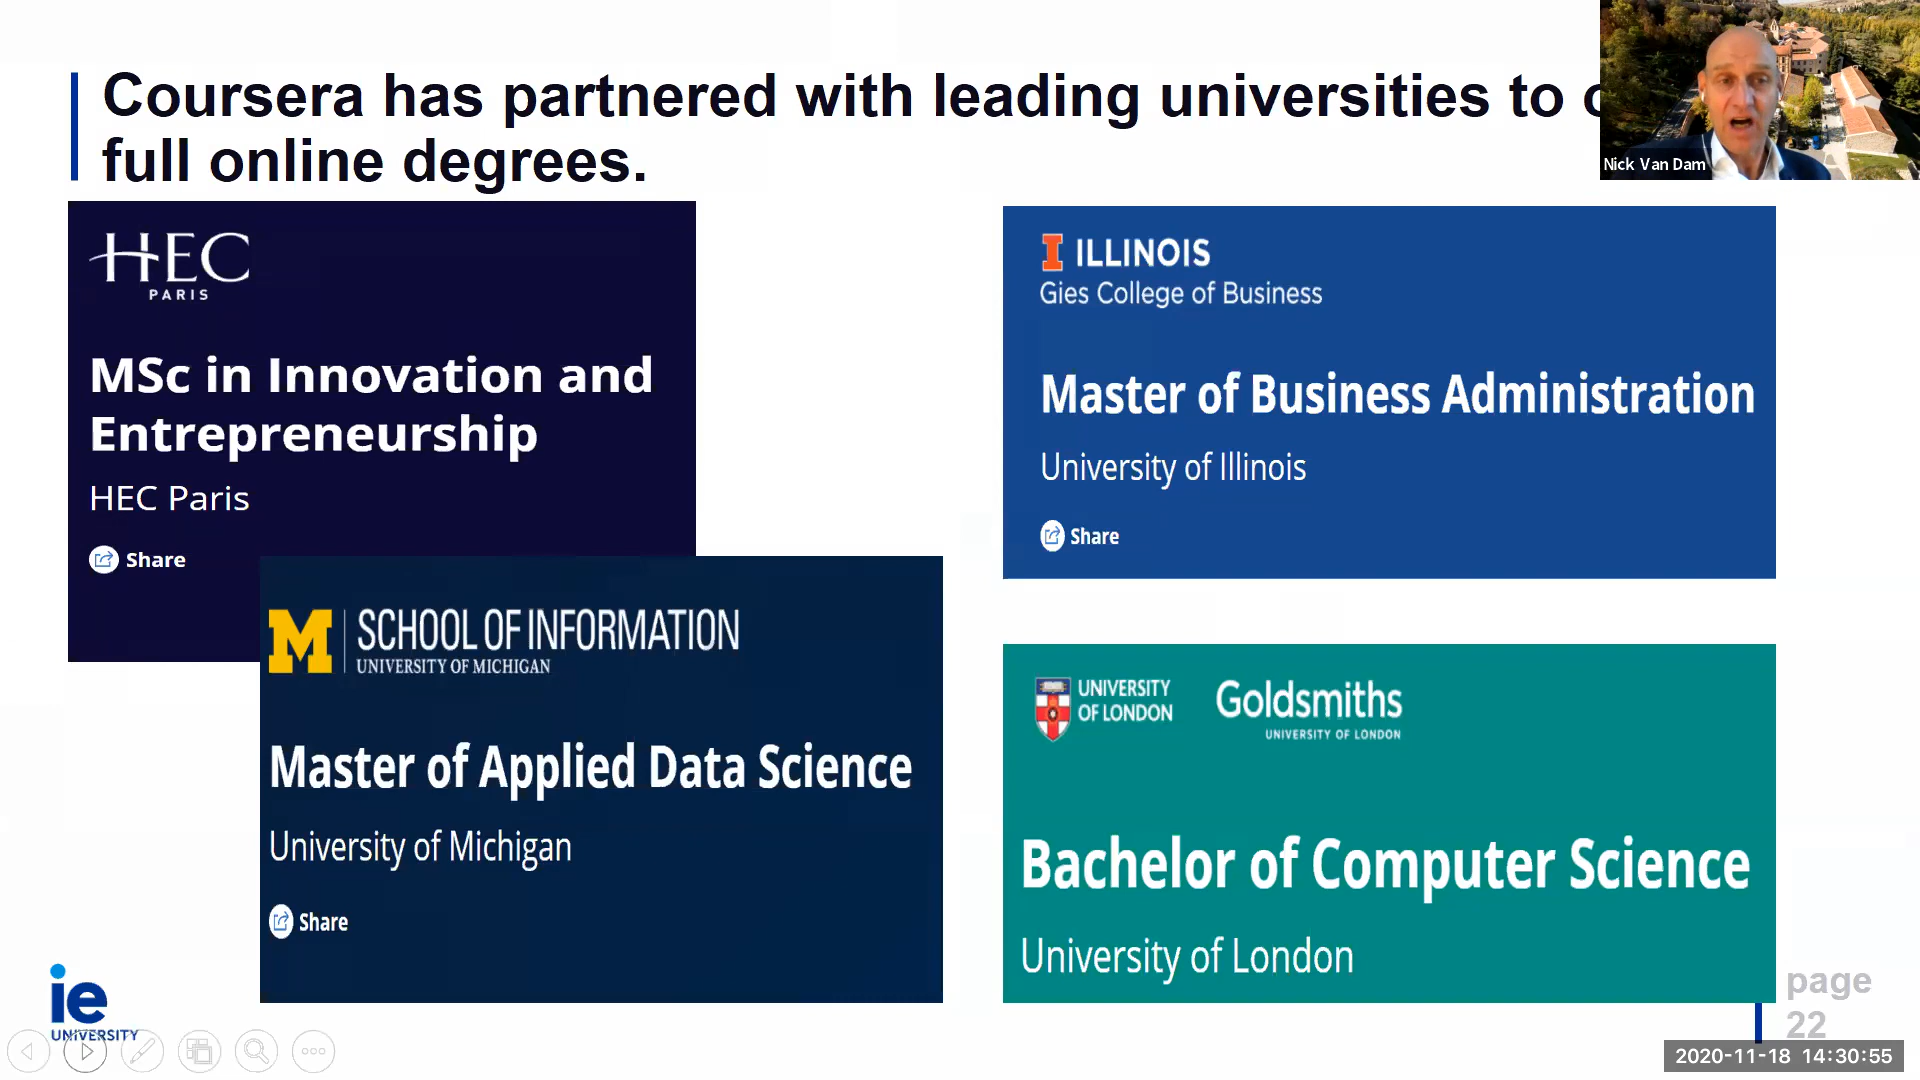 Coursera has partnered with leading universities to
full online degrees.
Nick Van Dam
HEC
PARIS
MSc in Innovation and
Entrepreneurship
HEC Paris
Share
I ILLINOIS
Gies College of Business
Master of Business Administration
University of Illinois
Share
M SCHOOL OF INFORMATION
UNIVERSITY OF MICHIGAN
Master of Applied Data Science
University of Michigan
Share
UNIVERSITY
OF LONDON
Goldsmiths
UNIVERSITY OF LONDON
Bachelor of Computer Science
University of London
ie
UNIVERSITY
page
22
2020-11-18 14:30:55